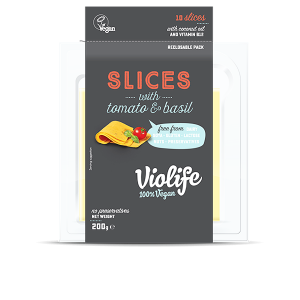 Vegan
10 slices
with coconut oil
AND VITAMIN B12
RECLOSABLE PACK
SLICES
with
tomato & basil
free from
Violife
100% Vegan
no preservatives
NET WEIGHT
200g e